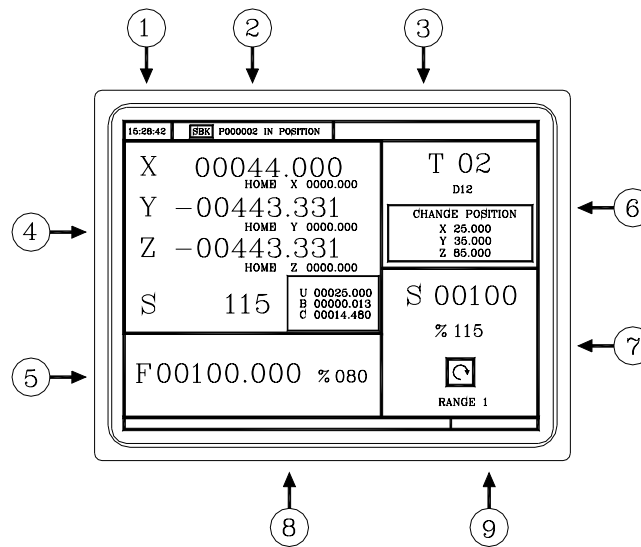 1
2
3
15:28:42
SBK P000002 IN POSITION
X 00044.000
HOME X 0000.000
Y -00443.331
HOME Y 0000.000
Z -00443.331
HOME Z 0000.000
S 115
U 00025.000
B 00000.013
C 00014.480
T 02
D12
CHANGE POSITION
X 25.000
Y 35.000
Z 85.000
S 00100
% 115
RANGE 1
F00100.000 %080
4
5
6
7
8
9